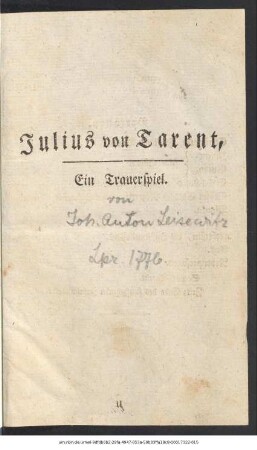 Julius von Tarent,
Ein Trauerspiel.
von
Joh. Anton Leisewitz
Lpz. 1776.